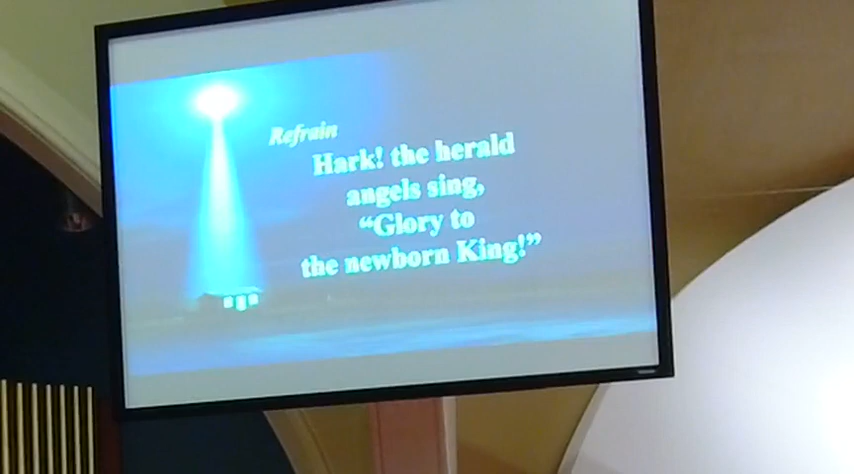 Refrain
Hark! the herald
angels sing,
“Glory to
the newborn King!”